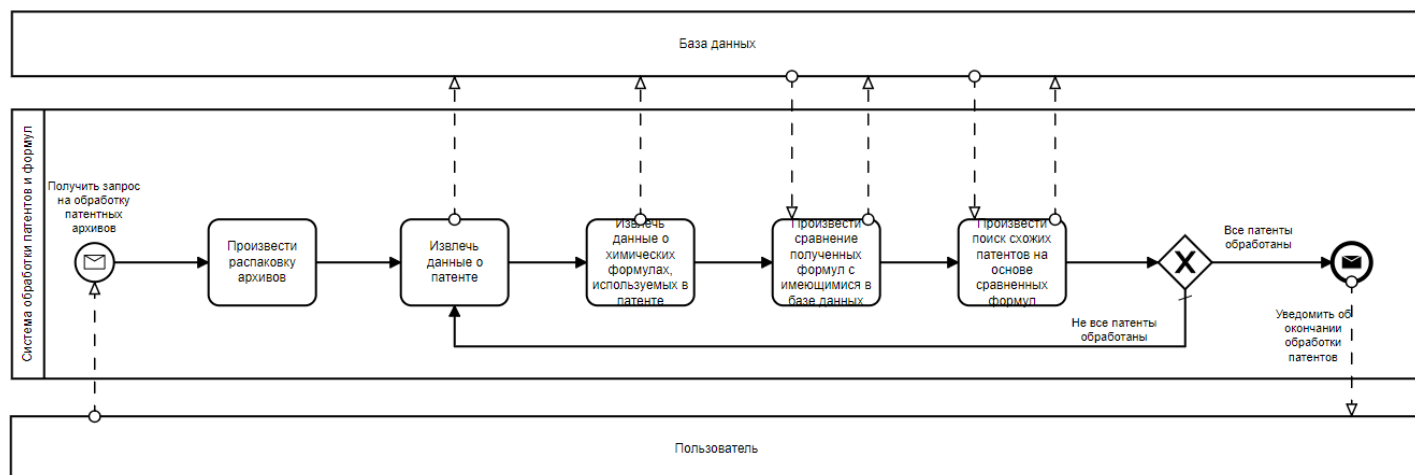 База данных
Система обработки патентов и формул
Получить запрос
на обработку
патентных
архивов
Произвести
распаковку
архивов
Извлечь
данные о
патенте
Извлечь
данные о
химических
формулах,
используемых в
патенте
Произвести
сравнение
полученных
формул с
имеющимися в
базе данных
Произвести
поиск схожих
патентов на
основе
сравненных
формул
Все патенты
обработаны
Не все патенты
обработаны
Уведомить об
окончании
обработки
патентов
Пользователь